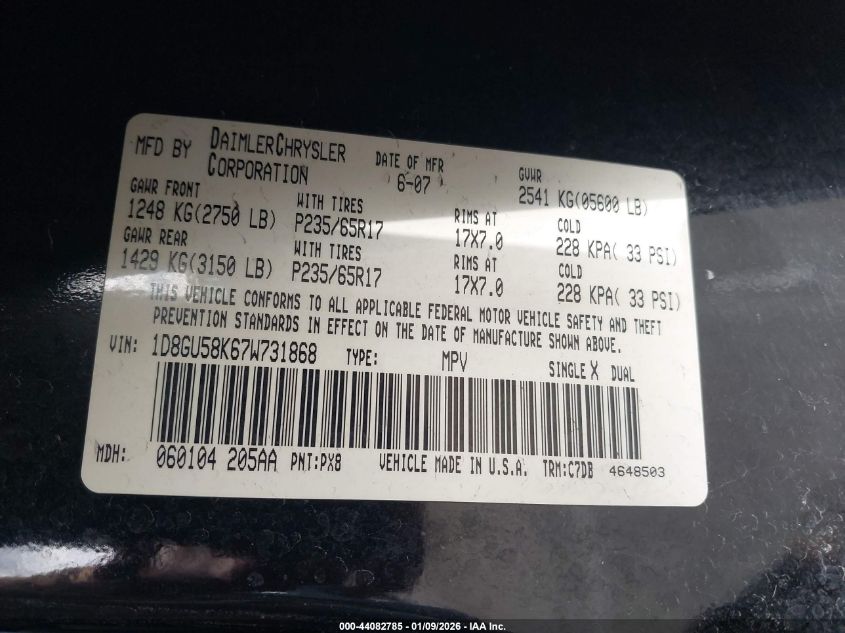 MFD BY DAIMLERCHRYSLER CORPORATION
DATE OF MFR 6-07
GVWR 2541 KG(05600 LB)
GAWR FRONT 1248 KG(2750 LB)
WITH TIRES P235/65R17
RIMS AT 17X7.0
COLD 228 KPA( 33 PSI)
GAWR REAR 1429 KG(3150 LB)
WITH TIRES P235/65R17
RIMS AT 17X7.0
COLD 228 KPA( 33 PSI)
THIS VEHICLE CONFORMS TO ALL APPLICABLE FEDERAL MOTOR VEHICLE SAFETY AND THEFT
PREVENTION STANDARDS IN EFFECT ON THE DATE OF MANUFACTURE SHOWN ABOVE.
VIN: 1D8GU58K67W731868 TYPE: MPV SINGLE X DUAL
MDH: 060104 205AA PNT:PX8 VEHICLE MADE IN U.S.A. TRM:C7DB 4648503
000-44082785 - 01/09/2026 - IAA Inc.